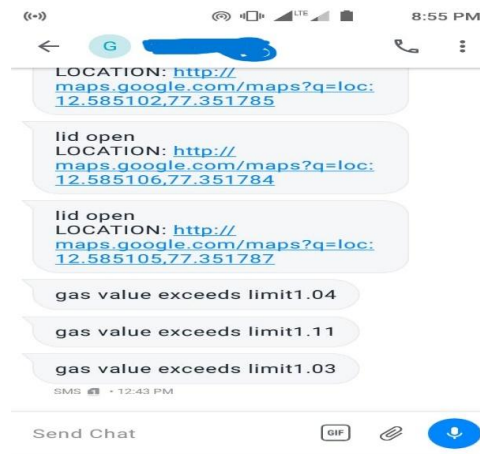 LTE
8:55 PM
G
LOCATION: http://
maps.google.com/maps?q=loc:
12.585102,77.351785
lid open
LOCATION: http://
maps.google.com/maps?q=loc:
12.585106,77.351784
lid open
LOCATION: http://
maps.google.com/maps?q=loc:
12.585105,77.351787
gas value exceeds limit1.04
gas value exceeds limit1.11
gas value exceeds limit1.03
SMS 1 • 12:43 PM
Send Chat
GIF